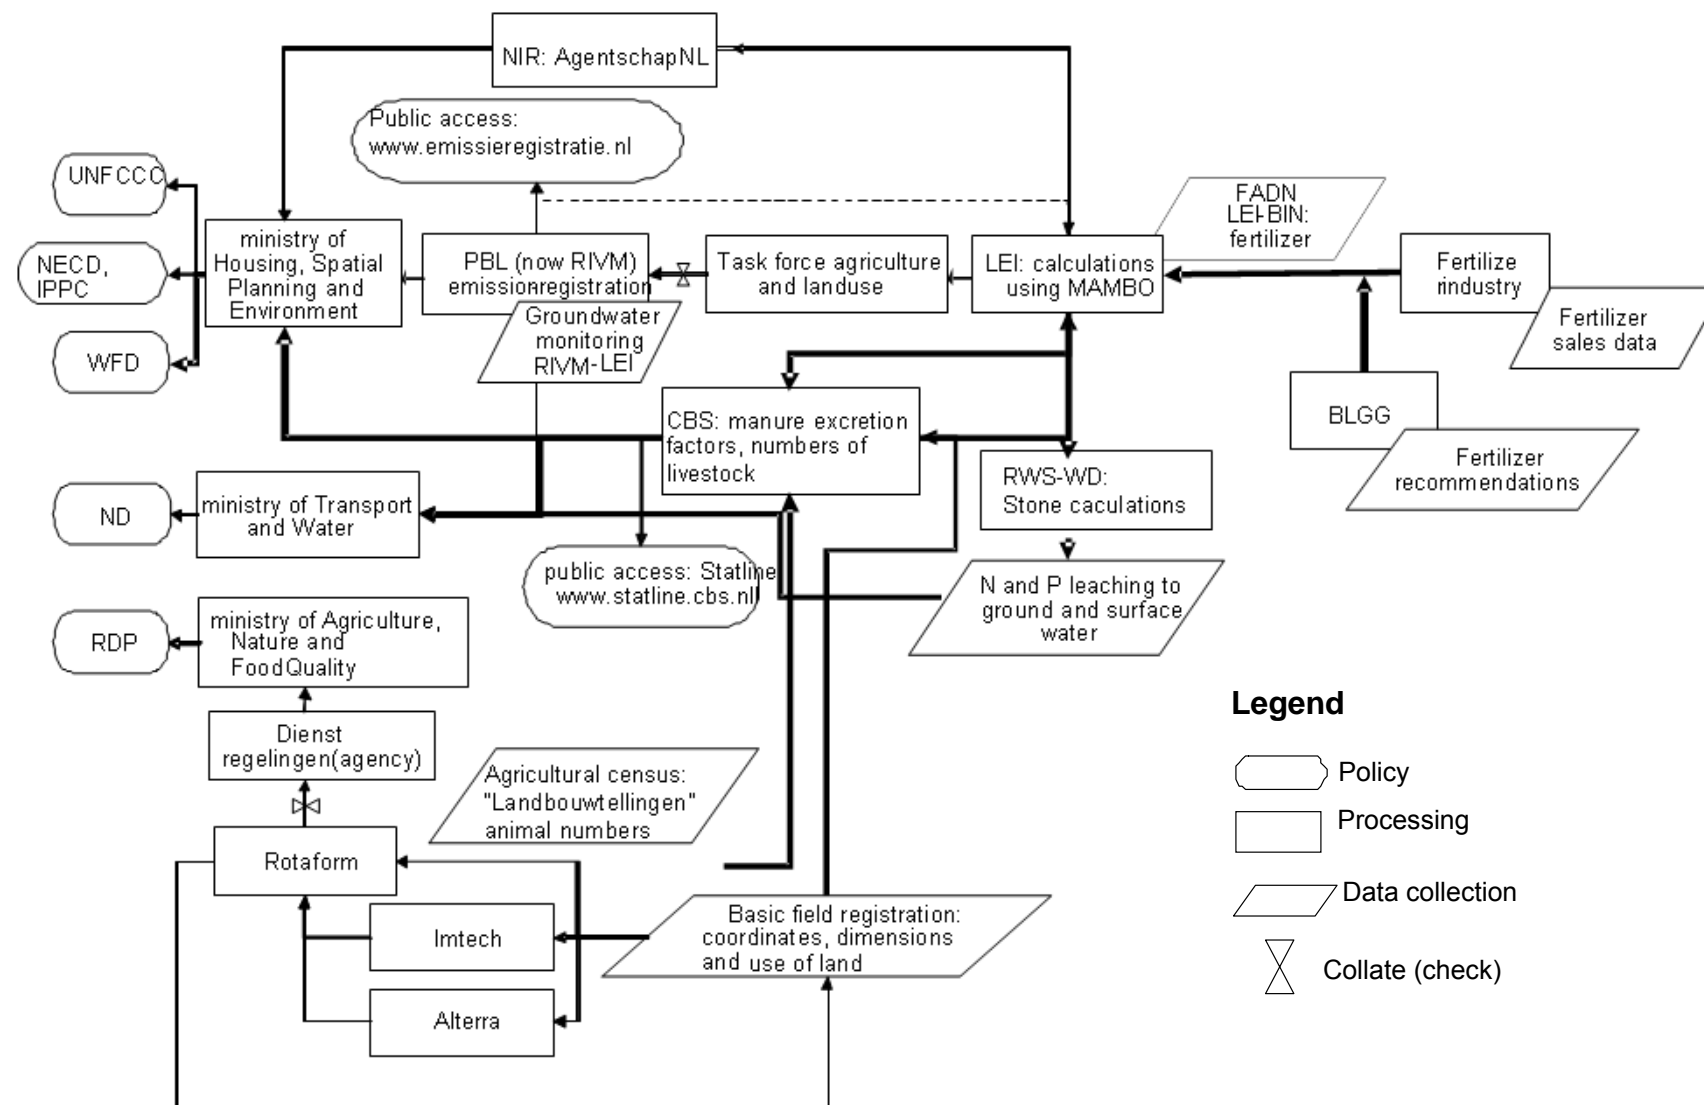 NIR: AgentschapNL
Public access:
www.emissieregistratie.nl
UNFCCC
NECD,
IPPC
WFD
ministry of
Housing, Spatial
Planning and
Environment
PBL (now RIVM)
emissionregistration
Groundwater
monitoring
RIVM-LEI
Task force agriculture
and landuse
LEI: calculations
using MAMBO
FADN
LEI-BIN:
fertilizer
Fertilize
rindustry
Fertilizer
sales data
BLGG
Fertilizer
recommendations
CBS: manure excretion
factors, numbers of
livestock
RWS-WD:
Stone caculations
ND
ministry of Transport
and Water
public access: Statline
www.statline.cbs.nl
N and P leaching to
ground and surface
water
RDP
ministry of Agriculture,
Nature and
FoodQuality
Dienst
regelingen(agency)
Agricultural census:
"Landbouwtellingen"
animal numbers
Rotaform
Imtech
Alterra
Basic field registration:
coordinates, dimensions
and use of land
Legend
Policy
Processing
Data collection
Collate (check)